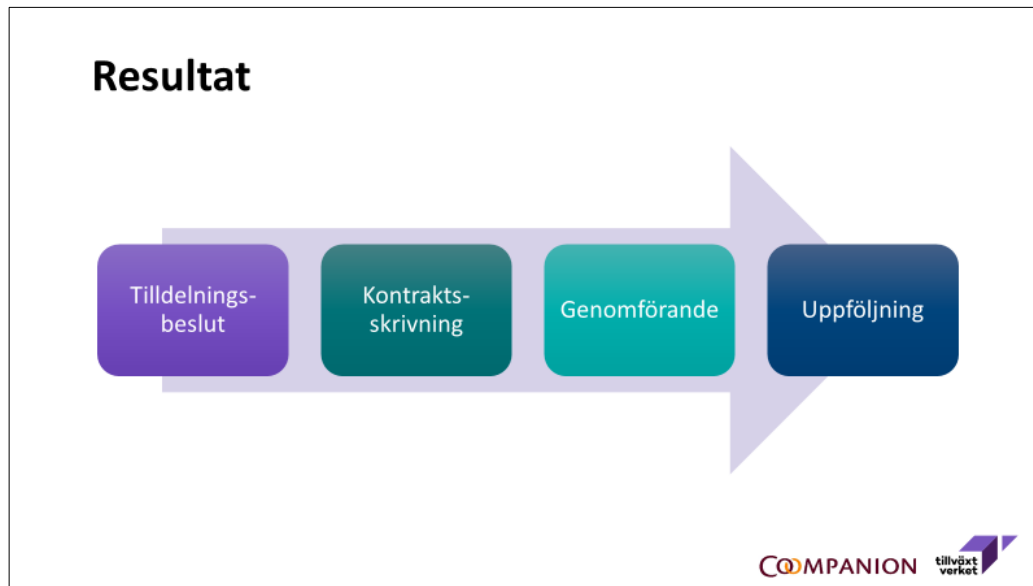 Resultat
Tilldelnings-
beslut
Kontrakts-
skrivning
Genomförande
Uppföljning
COOMPANION
tillväxt
verket